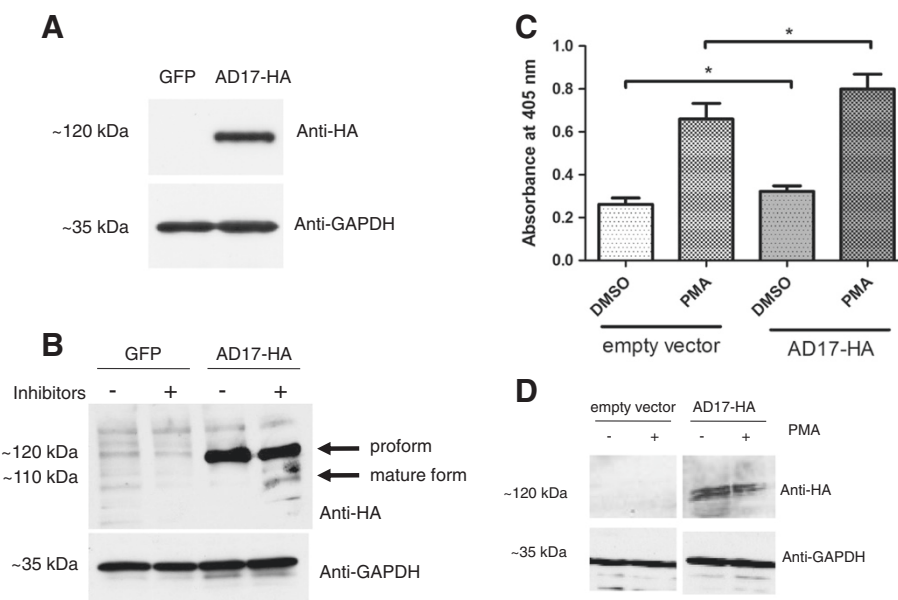 A
GFP AD17-HA
~120 kDa
Anti-HA
~35 kDa
Anti-GAPDH
B
GFP AD17-HA
Inhibitors - + - +
~120 kDa
proform
~110 kDa
mature form
Anti-HA
~35 kDa
Anti-GAPDH
C
Absorbance at 405 nm
1.0
0.8
0.6
0.4
0.2
0.0
*
*
DMSO PMA DMSO PMA
empty vector AD17-HA
D
empty vector AD17-HA
- + - + PMA
~120 kDa
Anti-HA
~35 kDa
Anti-GAPDH